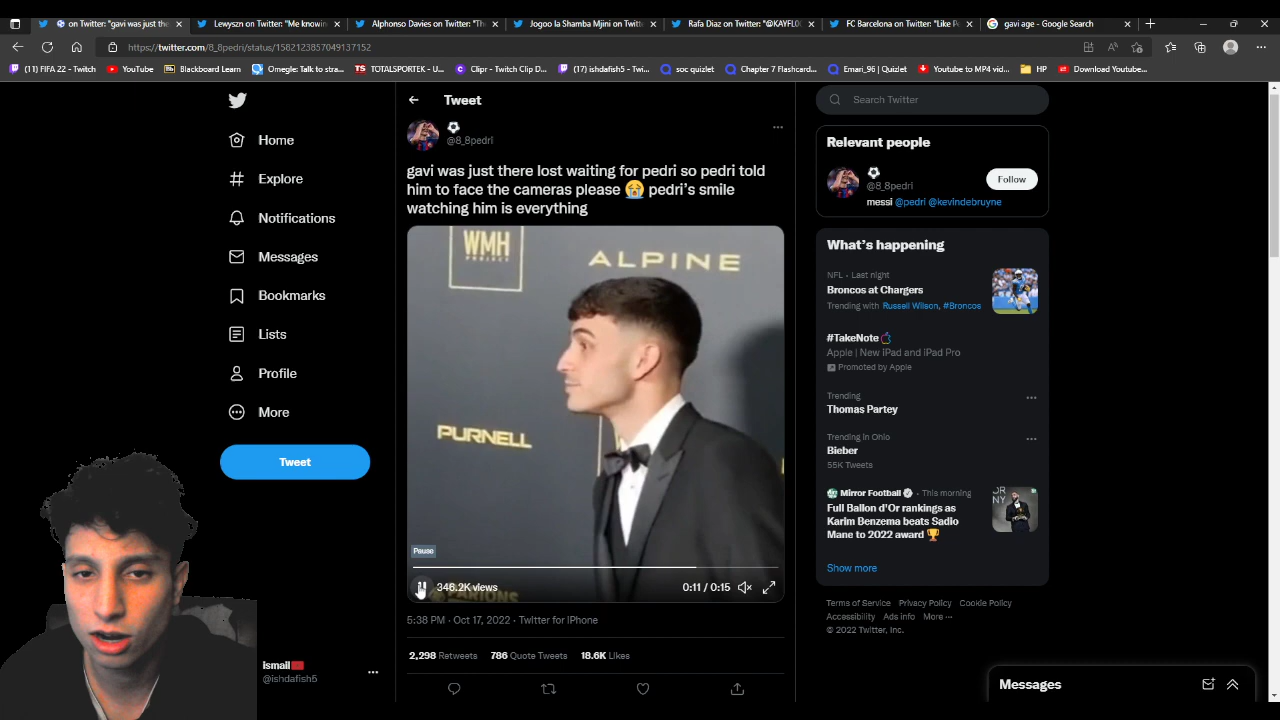 on Twitter: "gavi was just the
Lewyszn on Twitter: "Me knowin
Alphonso Davies on Twitter: "Th
Jogoo la Shamba Mjini on Twitt
Rafa Diaz on Twitter: "@KAYFL0
FC Barcelona on Twitter: "Like Pe
gavi age - Google Search
https://twitter.com/8_8pedri/status/1582123857049137152
(11) FIFA 22 - Twitch
YouTube
Blackboard Learn
Omegle: Talk to stra...
TOTALSPORTEK - U...
Clipr - Twitch Clip D...
(17) ishdafish5 - Twi...
soc quizlet
Chapter 7 Flashcard...
Emari_96 | Quizlet
Youtube to MP4 vid...
HP
Download Youtube...
Home
Explore
Notifications
Messages
Bookmarks
Lists
Profile
More
Tweet
ismail🇲🇦
@ishdafish5
Tweet
⚽
@8_8pedri
gavi was just there lost waiting for pedri so pedri told
him to face the cameras please 😭 pedri's smile
watching him is everything
WMH
PROJECT
ALPINE
PURNELL
Pause
346.2K views
0:11 / 0:15
5:38 PM · Oct 17, 2022 · Twitter for iPhone
2,298 Retweets 786 Quote Tweets 18.6K Likes
Search Twitter
Relevant people
⚽
@8_8pedri
Follow
messi @pedri @kevindebruyne
What's happening
NFL · Last night
Broncos at Chargers
Trending with Russell Wilson, #Broncos
#TakeNote
Apple | New iPad and iPad Pro
Promoted by Apple
Trending
Thomas Partey
Trending in Ohio
Bieber
55K Tweets
Mirror Football · This morning
Full Ballon d'Or rankings as
Karim Benzema beats Sadio
Mane to 2022 award 🏆
Show more
Terms of Service Privacy Policy Cookie Policy
Accessibility Ads info More ···
© 2022 Twitter, Inc.
Messages